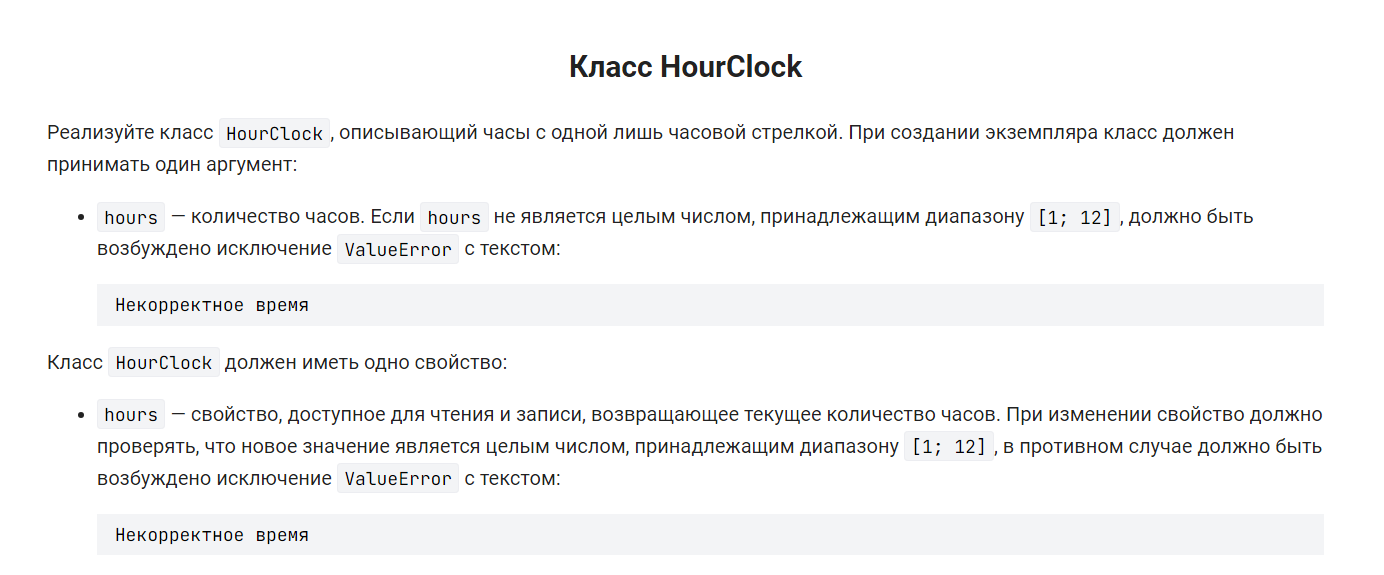 Класс HourClock
Реализуйте класс HourClock, описывающий часы с одной лишь часовой стрелкой. При создании экземпляра класс должен
принимать один аргумент:
• hours — количество часов. Если hours не является целым числом, принадлежащим диапазону [1; 12], должно быть
возбуждено исключение ValueError с текстом:
Некорректное время
Класс HourClock должен иметь одно свойство:
• hours — свойство, доступное для чтения и записи, возвращающее текущее количество часов. При изменении свойство должно
проверять, что новое значение является целым числом, принадлежащим диапазону [1; 12], в противном случае должно быть
возбуждено исключение ValueError с текстом:
Некорректное время